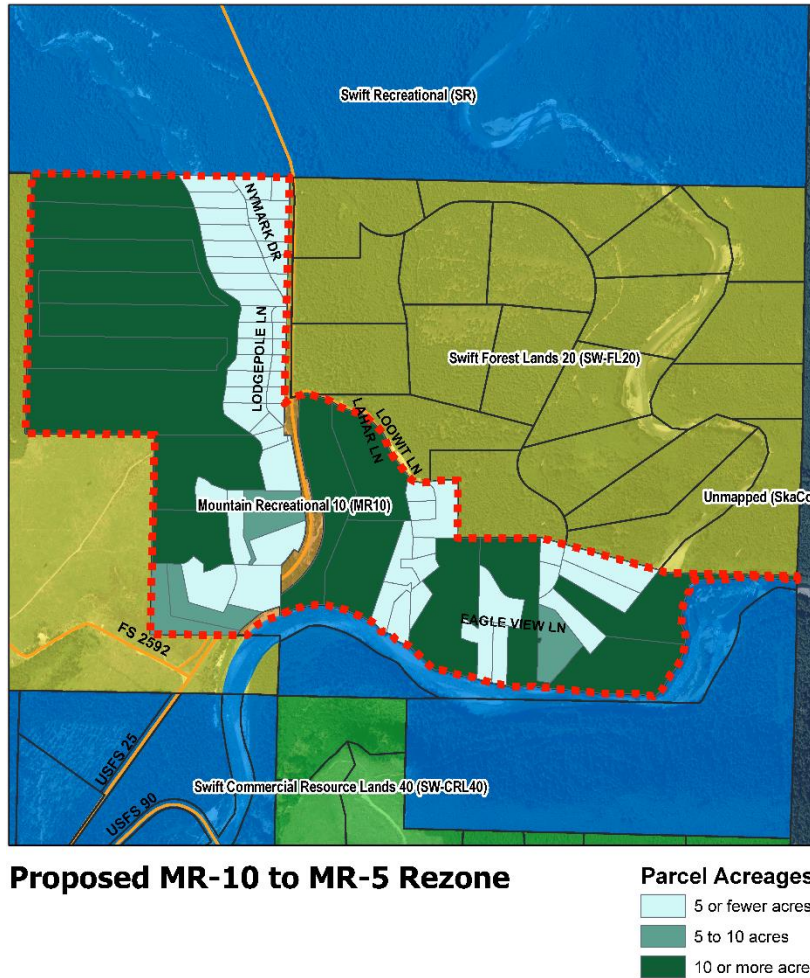 Swift Recreational (SR)
NYMARK DR
LODGEPOLE LN
Swift Forest Lands 20 (SW-FL20)
LOOWIT LN
LAHAR LN
Mountain Recreational 10 (MR10)
Unmapped (SkaCo
EAGLE VIEW LN
FS 2592
USFS 25
Swift Commercial Resource Lands 40 (SW-CRL40)
USFS 90
Proposed MR-10 to MR-5 Rezone
Parcel Acreages
5 or fewer acres
5 to 10 acres
10 or more acre